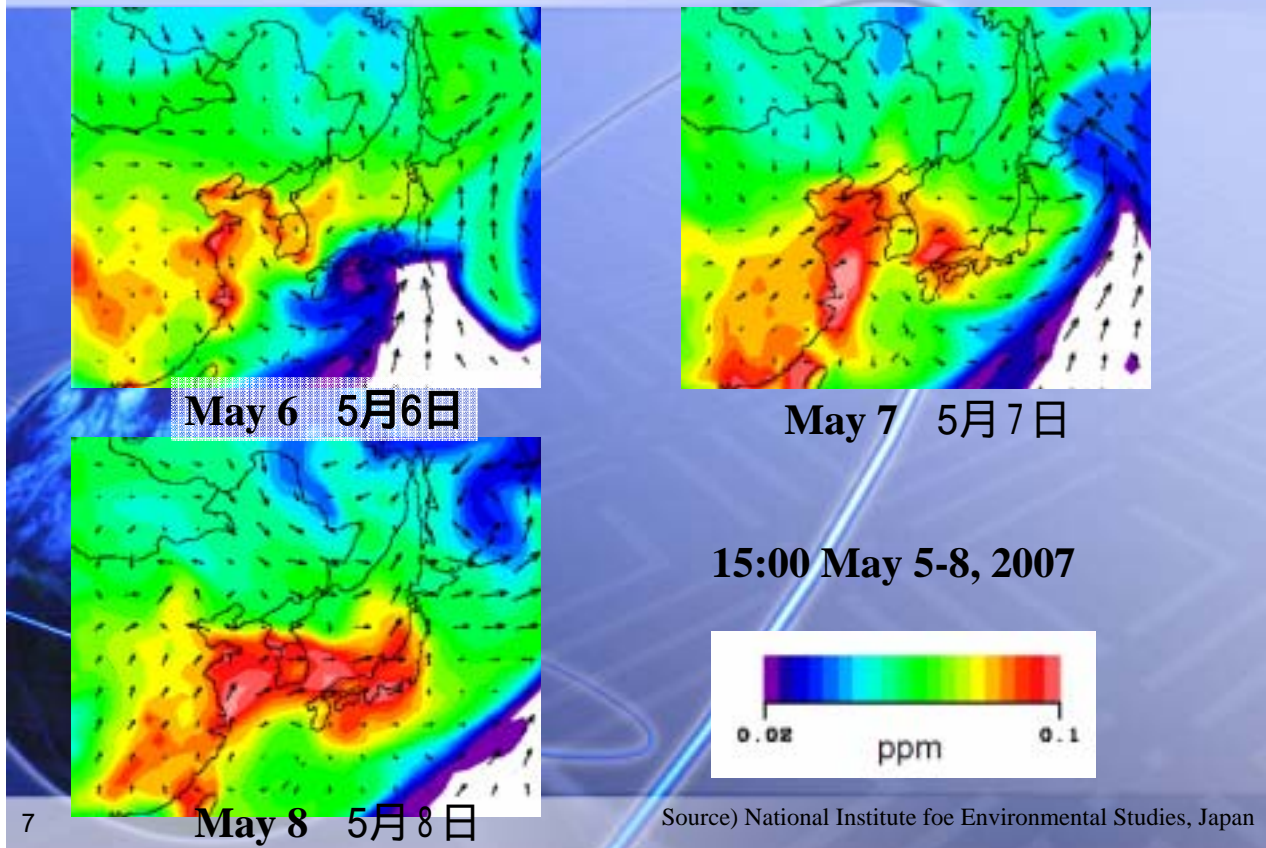 May 6 5月6日
May 7 5月7日
15:00 May 5-8, 2007
0.02 0.1
ppm
May 8 5月8日
7
Source) National Institute foe Environmental Studies, Japan